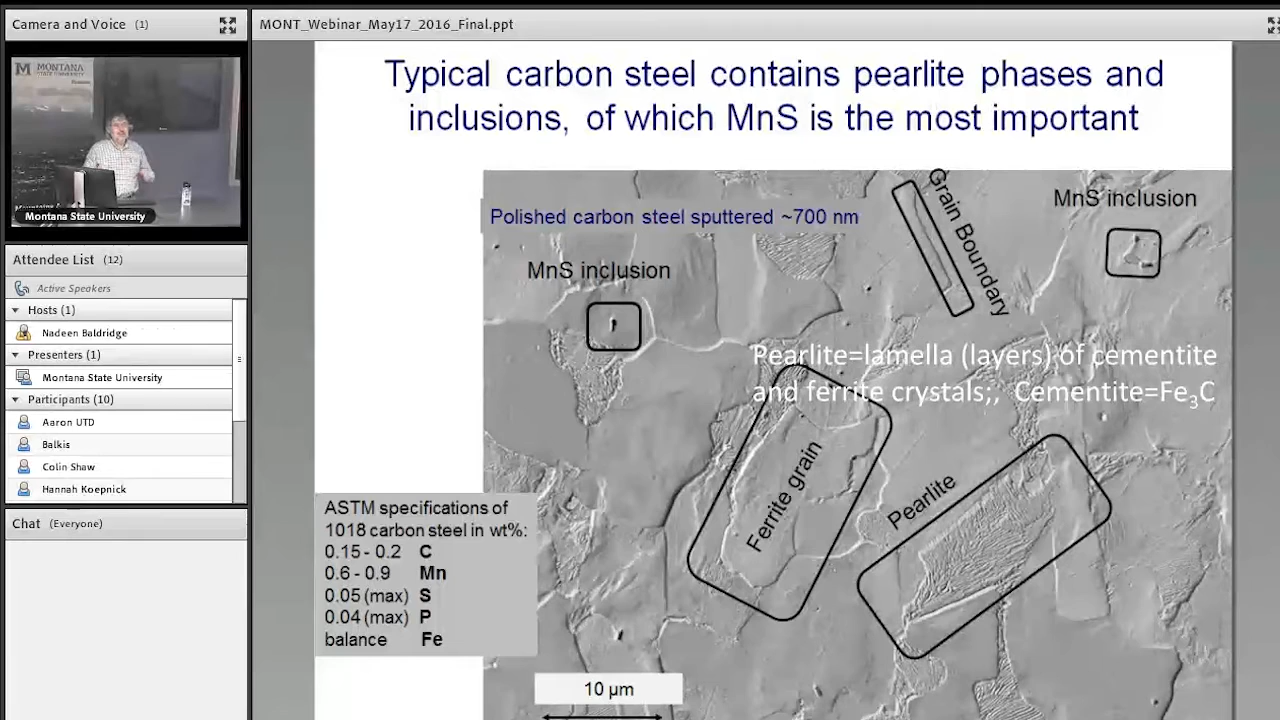 Camera and Voice (1)
MONT_Webinar_May17_2016_Final.ppt
M MONTANA
STATE UNIVERSITY
Montana State University
Attendee List (12)
Active Speakers
Hosts (1)
Nadeen Baldridge
Presenters (1)
Montana State University
Participants (10)
Aaron UTD
Balkis
Colin Shaw
Hannah Koepnick
Chat (Everyone)
Typical carbon steel contains pearlite phases and
inclusions, of which MnS is the most important
Polished carbon steel sputtered ~700 nm
MnS inclusion
Grain Boundary
MnS inclusion
Pearlite=lamella (layers) of cementite
and ferrite crystals;, Cementite=Fe₃C
Ferrite grain
Pearlite
ASTM specifications of
1018 carbon steel in wt%:
0.15 - 0.2 C
0.6 - 0.9 Mn
0.05 (max) S
0.04 (max) P
balance Fe
10 µm